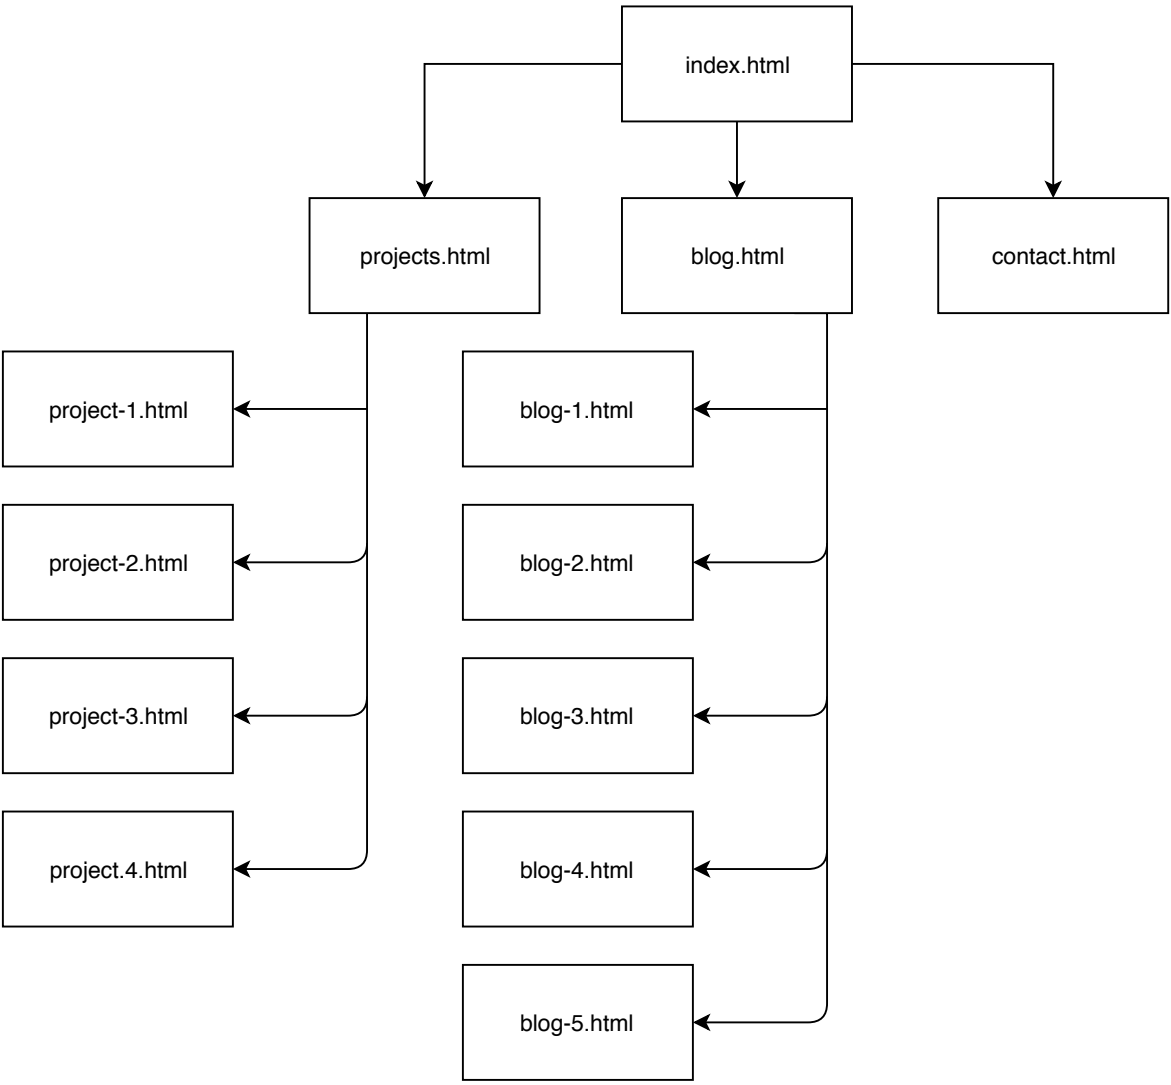 index.html
projects.html
blog.html
contact.html
project-1.html
blog-1.html
project-2.html
blog-2.html
project-3.html
blog-3.html
project.4.html
blog-4.html
blog-5.html